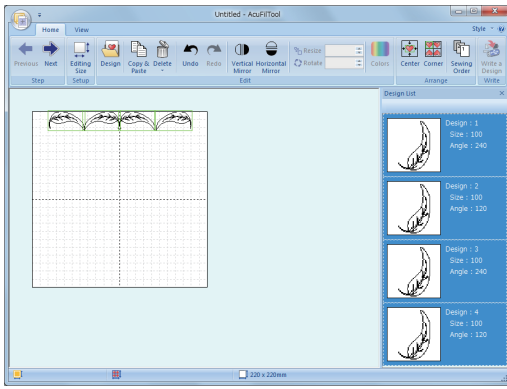 Untitled - AcuFilTool
Home View Style
Previous Next Editing Size Design Copy & Paste Delete Undo Redo Vertical Mirror Horizontal Mirror Resize Rotate Colors Center Corner Sewing Order Write a Design
Step Setup Edit Arrange Write
Design List
Design : 1
Size : 100
Angle : 240
Design : 2
Size : 100
Angle : 120
Design : 3
Size : 100
Angle : 240
Design : 4
Size : 100
Angle : 120
220 x 220mm